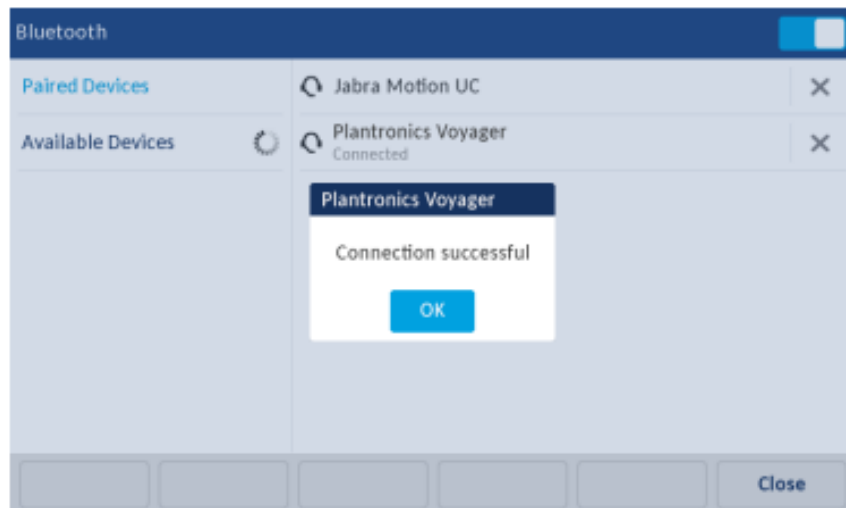 Bluetooth
Paired Devices
Jabra Motion UC
Available Devices
Plantronics Voyager
Connected
Plantronics Voyager
Connection successful
OK
Close